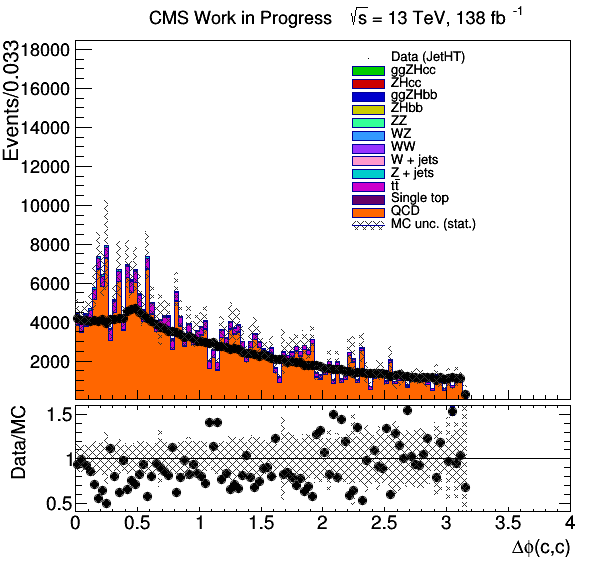 CMS Work in Progress √s = 13 TeV, 138 fb⁻¹
Events/0.033
18000
16000
14000
12000
10000
8000
6000
4000
2000
Data (JetHT)
ggZHcc
ZHcc
ggZHbb
ZHbb
ZZ
WZ
WW
W + jets
Z + jets
tt̄
Single top
QCD
MC unc. (stat.)
Data/MC
1.5
1
0.5
0 0.5 1 1.5 2 2.5 3 3.5 4
Δϕ(c,c)